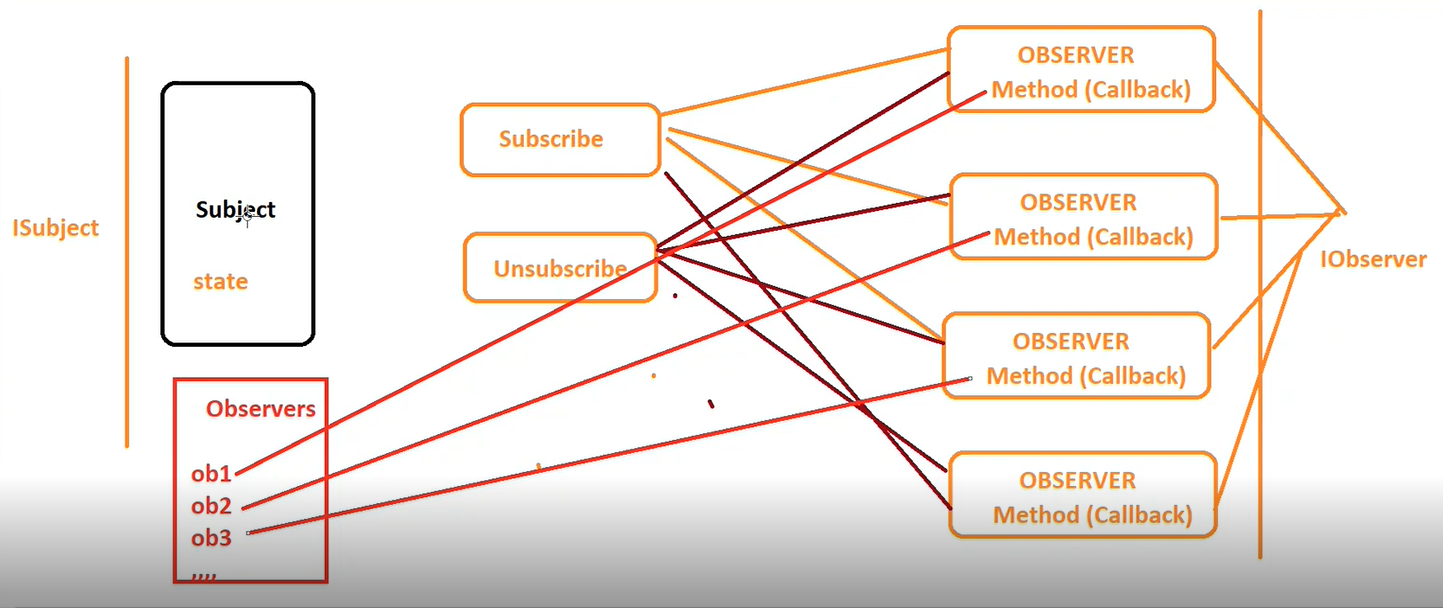 ISubject
Subject
state
Observers
ob1
ob2
ob3
,,,,
Subscribe
Unsubscribe
OBSERVER
Method (Callback)
OBSERVER
Method (Callback)
OBSERVER
Method (Callback)
OBSERVER
Method (Callback)
IObserver